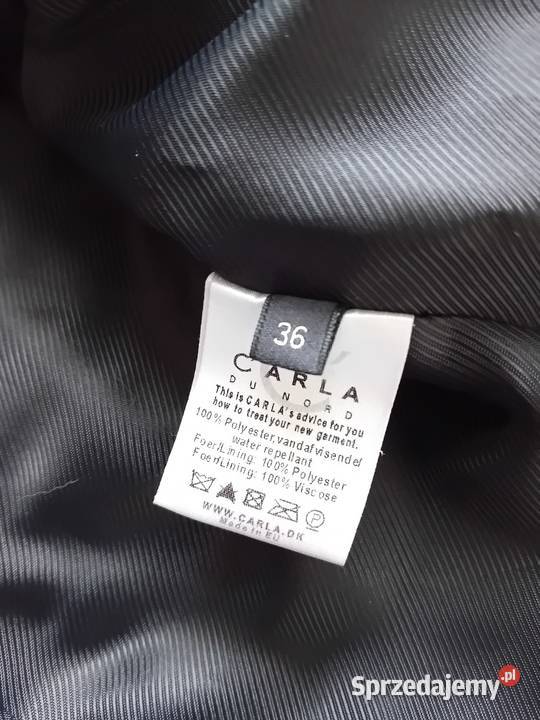 36
CARLA
DU NORD
This is CARLA's advice for you
how to treat your new garment.
100% Polyester, vandafvisende/
water repellant
Foer/Lining: 100% Polyester
Foer/Lining: 100% Viscose
P
WWW.CARLA.DK
Made in EU
Sprzedajemy.pl